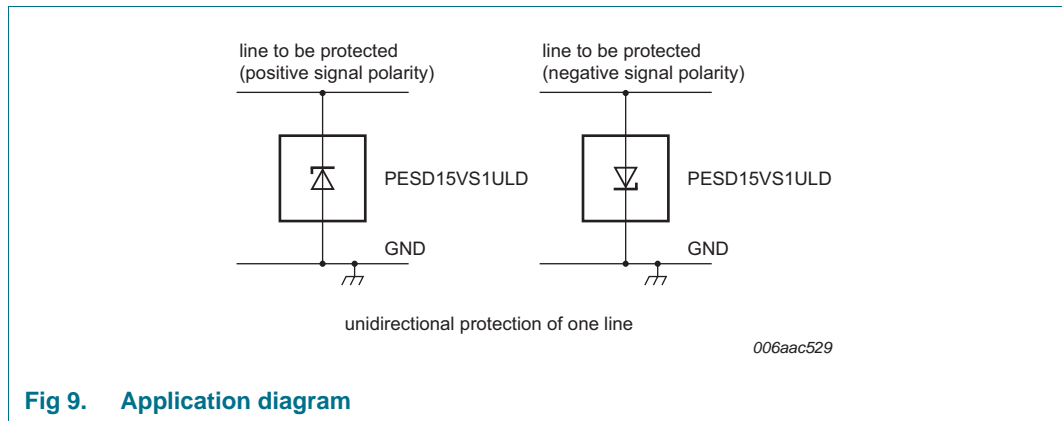 line to be protected
(positive signal polarity)
PESD15VS1ULD
GND
line to be protected
(negative signal polarity)
PESD15VS1ULD
GND
unidirectional protection of one line
006aac529
Fig 9. Application diagram